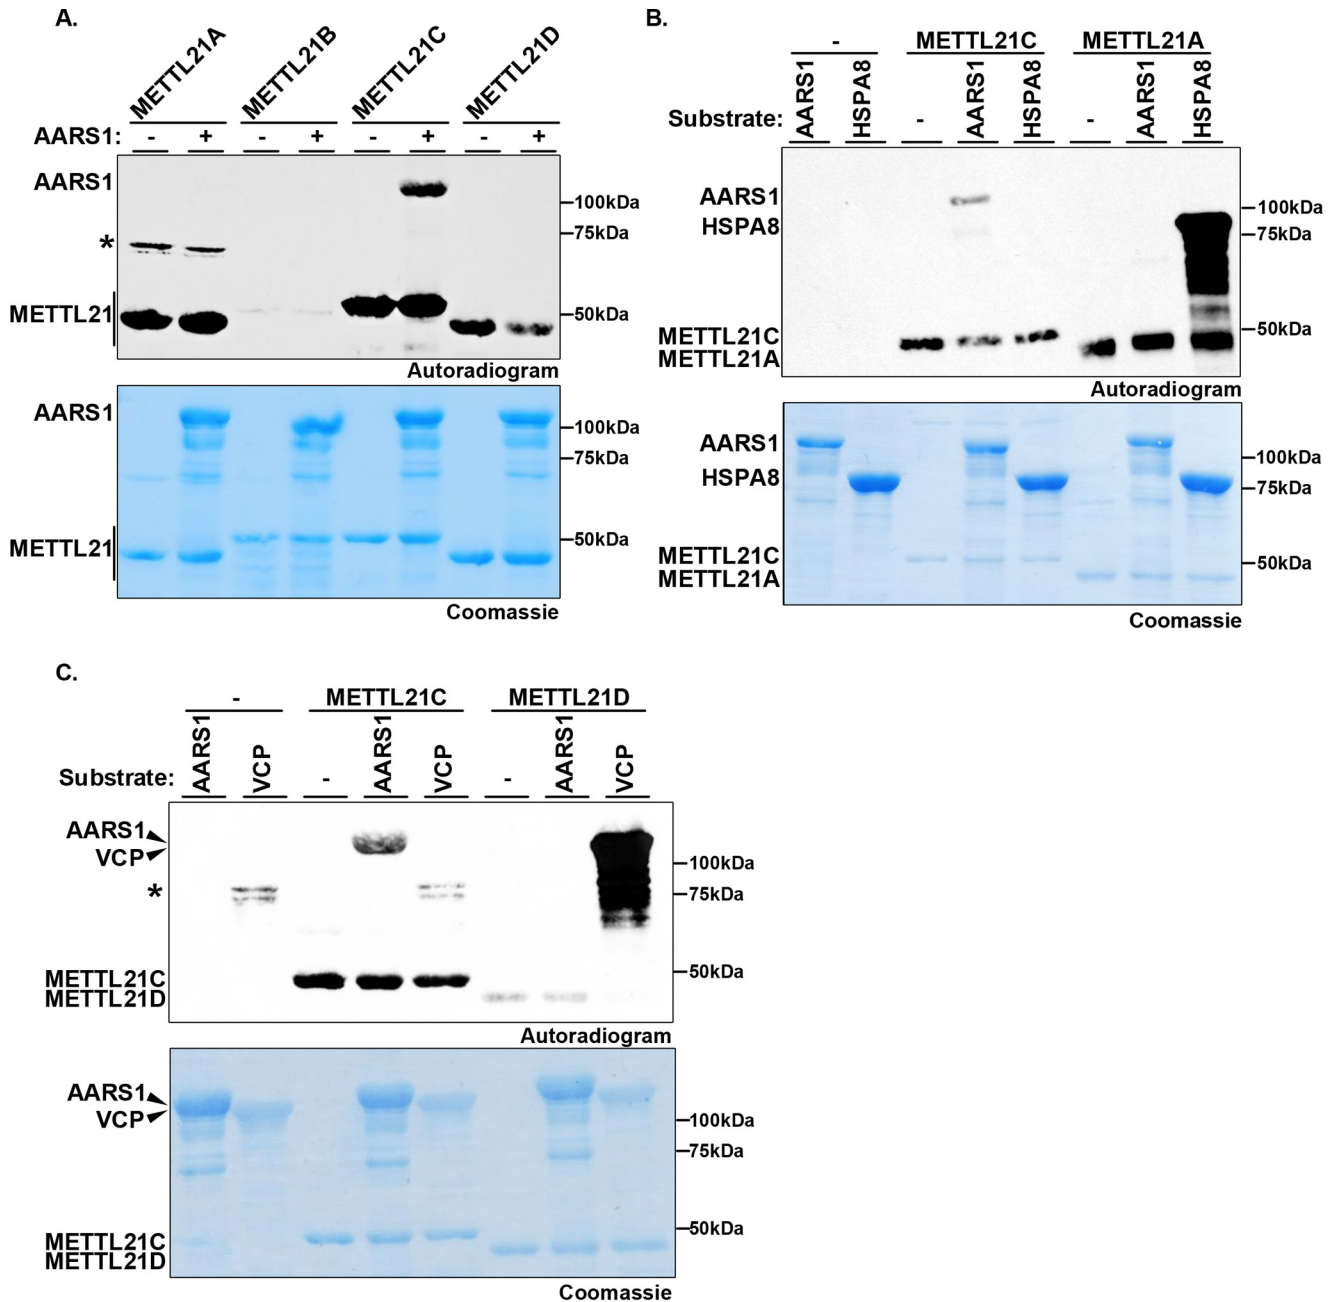 A.
METTL21A METTL21B METTL21C METTL21D
AARS1: - + - + - + - +
AARS1
100kDa
75kDa
*
METTL21
50kDa
Autoradiogram
AARS1
100kDa
75kDa
METTL21
50kDa
Coomassie
B.
- METTL21C METTL21A
Substrate: AARS1 HSPA8 - AARS1 HSPA8 - AARS1 HSPA8
AARS1
100kDa
HSPA8
75kDa
50kDa
METTL21C
METTL21A
Autoradiogram
AARS1
100kDa
HSPA8
75kDa
METTL21C
50kDa
METTL21A
Coomassie
C.
- METTL21C METTL21D
Substrate: AARS1 VCP - AARS1 VCP - AARS1 VCP
AARS1
VCP
100kDa
*
75kDa
50kDa
METTL21C
METTL21D
Autoradiogram
AARS1
VCP
100kDa
75kDa
50kDa
METTL21C
METTL21D
Coomassie